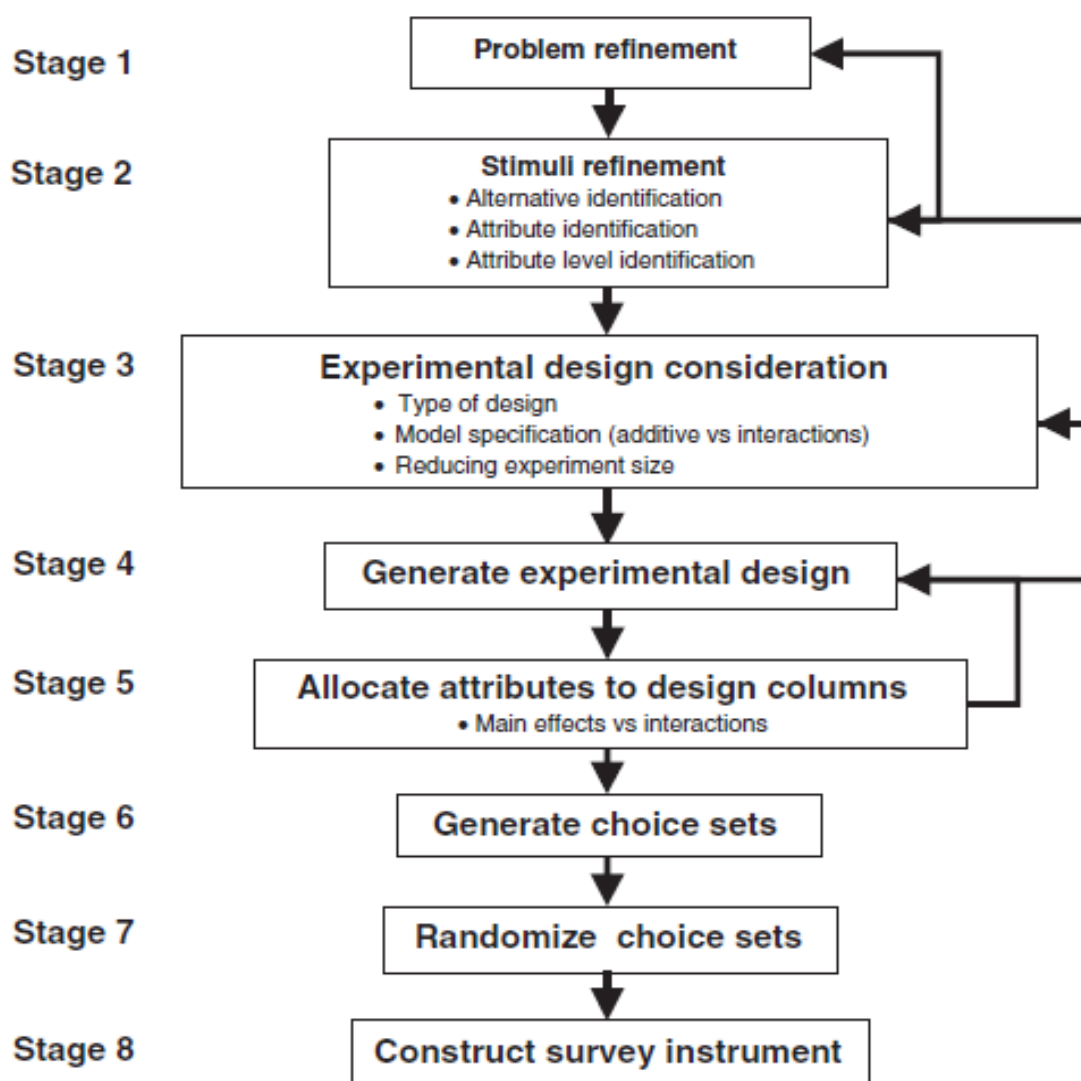 Stage 1
Problem refinement
Stage 2
Stimuli refinement
• Alternative identification
• Attribute identification
• Attribute level identification
Stage 3
Experimental design consideration
• Type of design
• Model specification (additive vs interactions)
• Reducing experiment size
Stage 4
Generate experimental design
Stage 5
Allocate attributes to design columns
• Main effects vs interactions
Stage 6
Generate choice sets
Stage 7
Randomize choice sets
Stage 8
Construct survey instrument